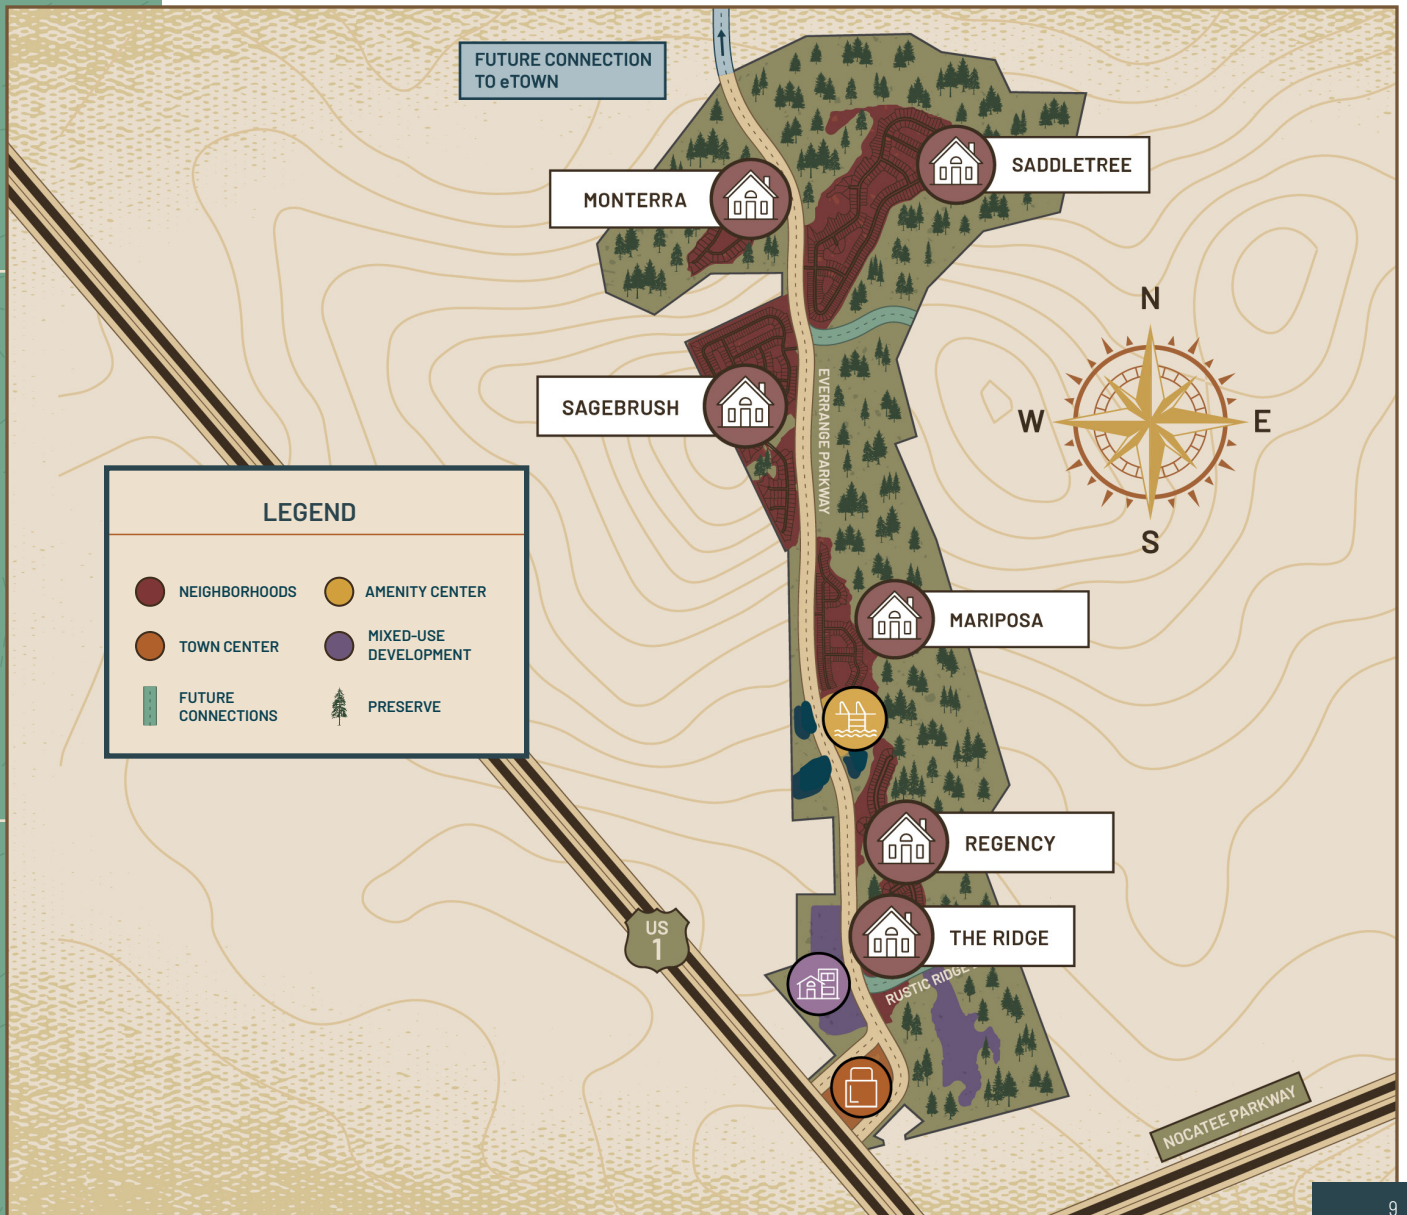 FUTURE CONNECTION
TO eTOWN
SADDLETREE
MONTERRA
N
W
E
S
SAGEBRUSH
EVERRANGE PARKWAY
LEGEND
NEIGHBORHOODS
AMENITY CENTER
TOWN CENTER
MIXED-USE
DEVELOPMENT
FUTURE
CONNECTIONS
PRESERVE
MARIPOSA
REGENCY
THE RIDGE
US
1
RUSTIC RIDGE
NOCATEE PARKWAY
9